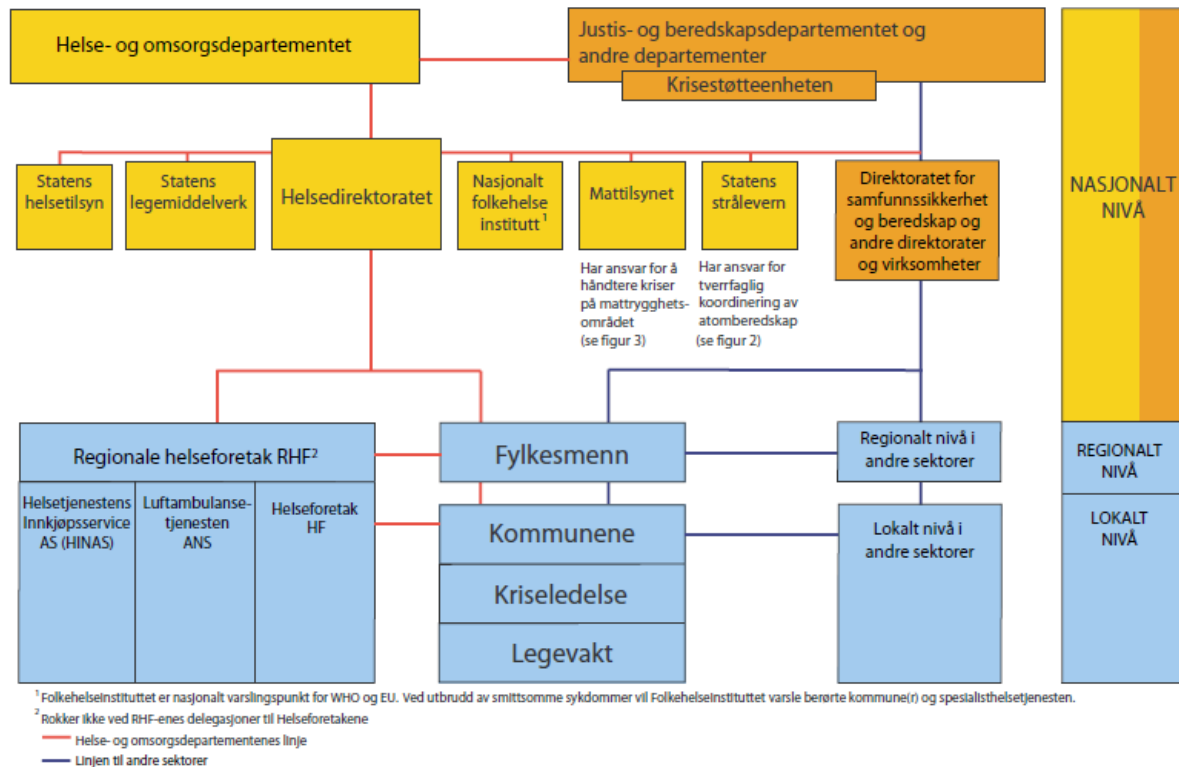 Helse- og omsorgsdepartementet
Justis- og beredskapsdepartementet og
andre departementer
Krisestøtteenheten
Statens
helsetilsyn
Statens
legemiddelverk
Helsedirektoratet
Nasjonalt
folkehelse
institutt¹
Mattilsynet
Statens
strålevern
Direktoratet for
samfunnssikkerhet
og beredskap og
andre direktorater
og virksomheter
NASJONALT
NIVÅ
Har ansvar for å
håndtere kriser
på mattrygghets-
området
(se figur 3)
Har ansvar for
tverrfaglig
koordinering av
atomberedskap
(se figur 2)
Regionale helseforetak RHF²
Fylkesmenn
Regionalt nivå i
andre sektorer
REGIONALT
NIVÅ
Helsetjenestens
Innkjøpsservice
AS (HINAS)
Luftambulanse-
tjenesten
ANS
Helseforetak
HF
Kommunene
Kriseledelse
Legevakt
Lokalt nivå i
andre sektorer
LOKALT
NIVÅ
¹ Folkehelseinstituttet er nasjonalt varslingspunkt for WHO og EU. Ved utbrudd av smittsomme sykdommer vil Folkehelseinstituttet varsle berørte kommune(r) og spesialisthelsetjenesten.
² Rokker ikke ved RHF-enes delegasjoner til Helseforetakene
Helse- og omsorgsdepartementenes linje
Linjen til andre sektorer